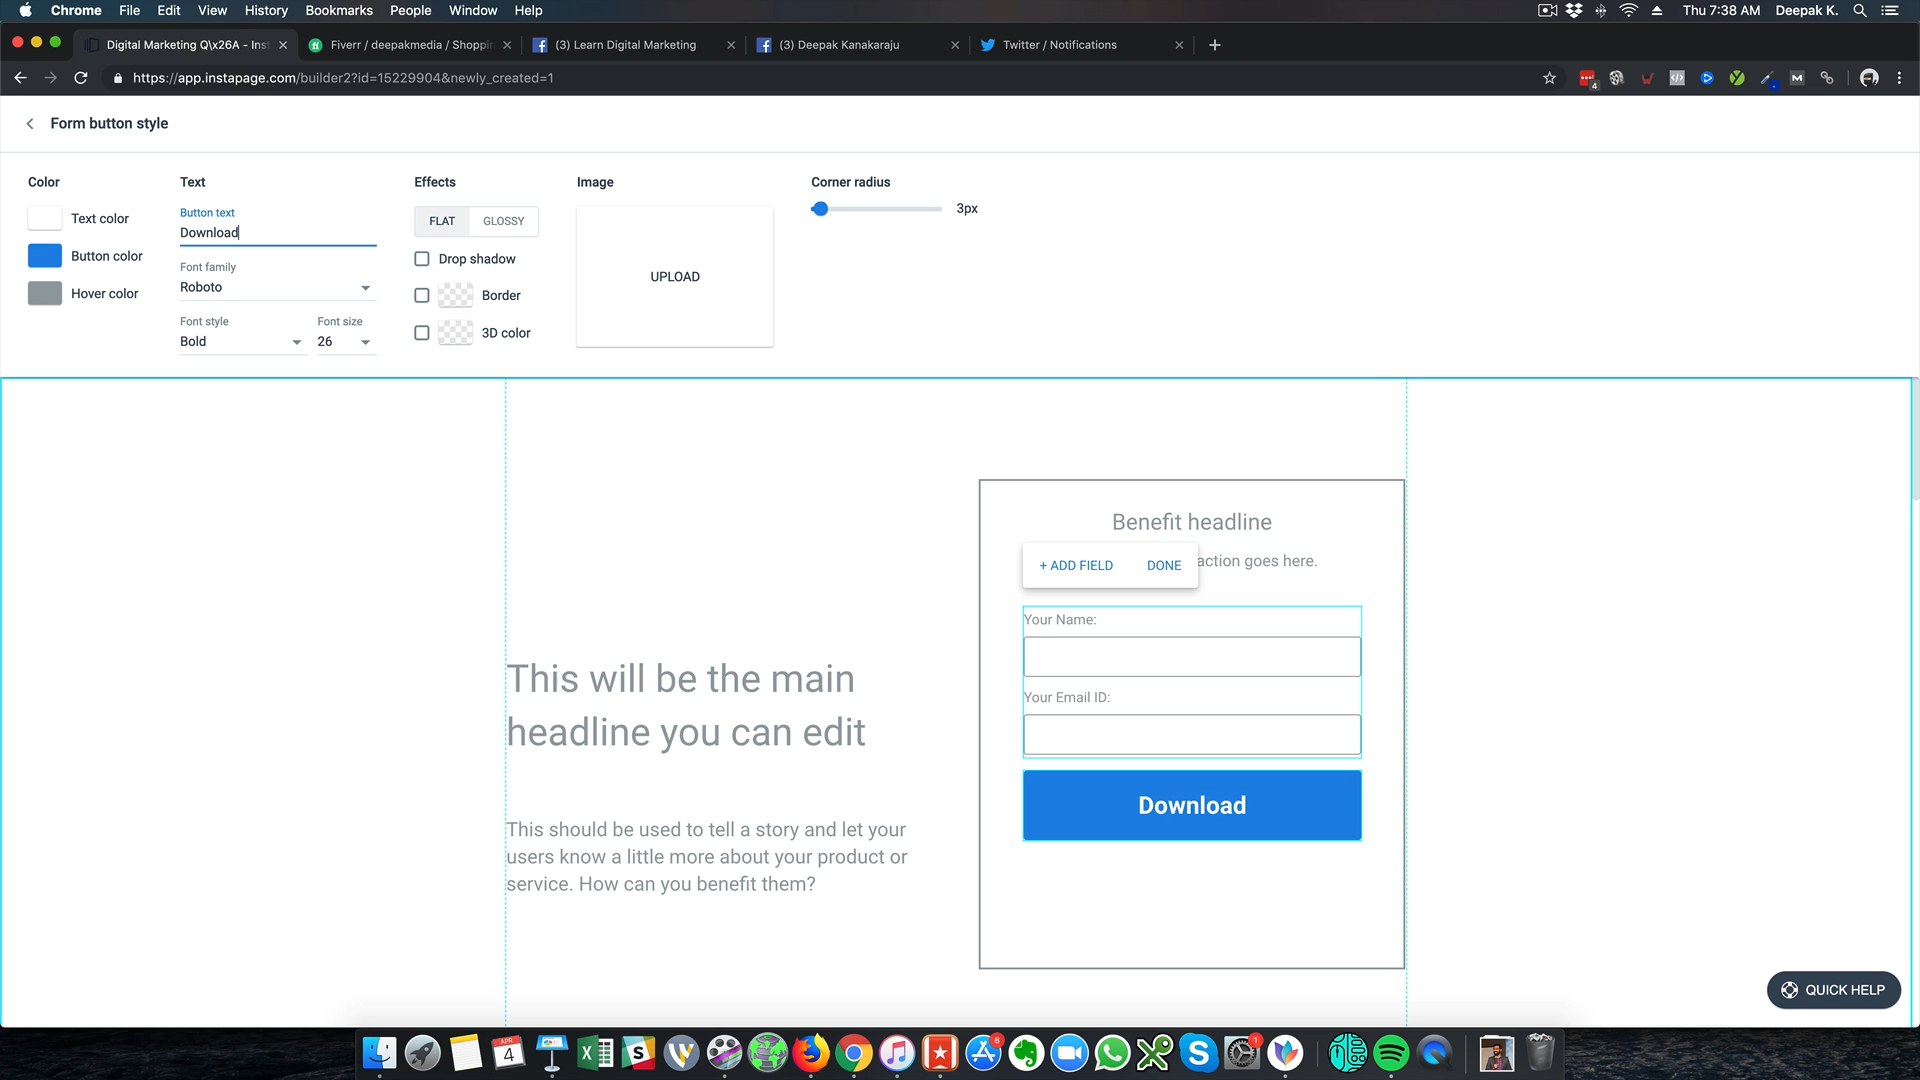 Chrome File Edit View History Bookmarks People Window Help Thu 7:38 AM Deepak K.
Digital Marketing Q\x26A - Inst Fiverr / deepakmedia / Shoppin (3) Learn Digital Marketing (3) Deepak Kanakaraju Twitter / Notifications
https://app.instapage.com/builder2?id=15229904&newly_created=1
Form button style
Color Text Effects Image Corner radius
Text color
Button color
Hover color
Button text
Download
Font family
Roboto
Font style Font size
Bold 26
FLAT GLOSSY
Drop shadow
Border
3D color
UPLOAD
3px
Benefit headline
+ ADD FIELD DONE action goes here.
Your Name:
Your Email ID:
Download
This will be the main
headline you can edit
This should be used to tell a story and let your
users know a little more about your product or
service. How can you benefit them?
QUICK HELP
APR
4
8
1